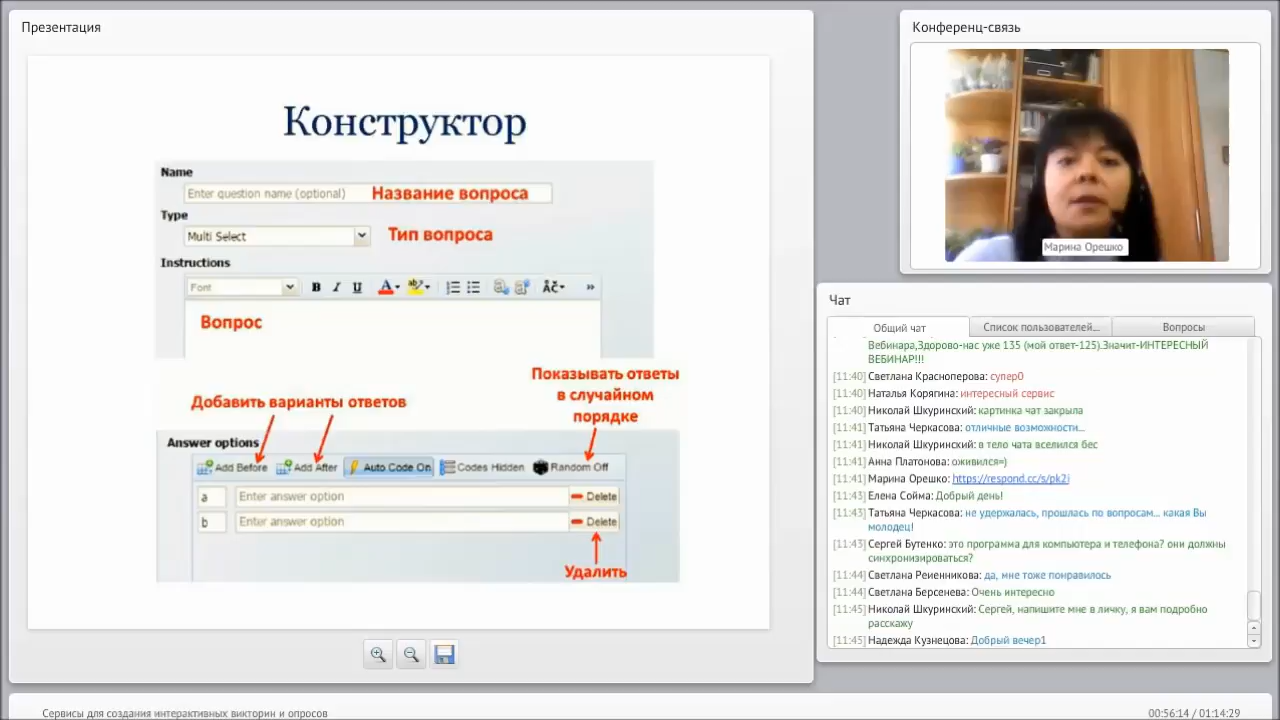 Презентация
Конструктор
Name
Enter question name (optional) Название вопроса
Type
Multi Select Тип вопроса
Instructions
Font B I U A ab Äč »
Вопрос
Показывать ответы
в случайном
порядке
Добавить варианты ответов
Answer options
Add Before Add After Auto Code On Codes Hidden Random Off
a Enter answer option Delete
b Enter answer option Delete
Удалить
Конференц-связь
Марина Орешко
Чат
Общий чат Список пользователей... Вопросы
Вебинара,Здорово-нас уже 135 (мой ответ-125).Значит-ИНТЕРЕСНЫЙ
ВЕБИНАР!!!
[11:40] Светлана Красноперова: супер0
[11:40] Наталья Корягина: интересный сервис
[11:40] Николай Шкуринский: картинка чат закрыла
[11:41] Татьяна Черкасова: отличные возможности...
[11:41] Николай Шкуринский: в тело чата вселился бес
[11:41] Анна Платонова: оживился=)
[11:41] Марина Орешко: https://respond.cc/s/pk2i
[11:43] Елена Сойма: Добрый день!
[11:43] Татьяна Черкасова: не удержалась, прошлась по вопросам... какая Вы
молодец!
[11:43] Сергей Бутенко: это программа для компьютера и телефона? они должны
синхронизироваться?
[11:44] Светлана Реиенникова: да, мне тоже понравилось
[11:44] Светлана Берсенева: Очень интересно
[11:45] Николай Шкуринский: Сергей, напишите мне в личку, я вам подробно
расскажу
[11:45] Надежда Кузнецова: Добрый вечер1
Сервисы для создания интерактивных викторин и опросов
00:56:14 / 01:14:29